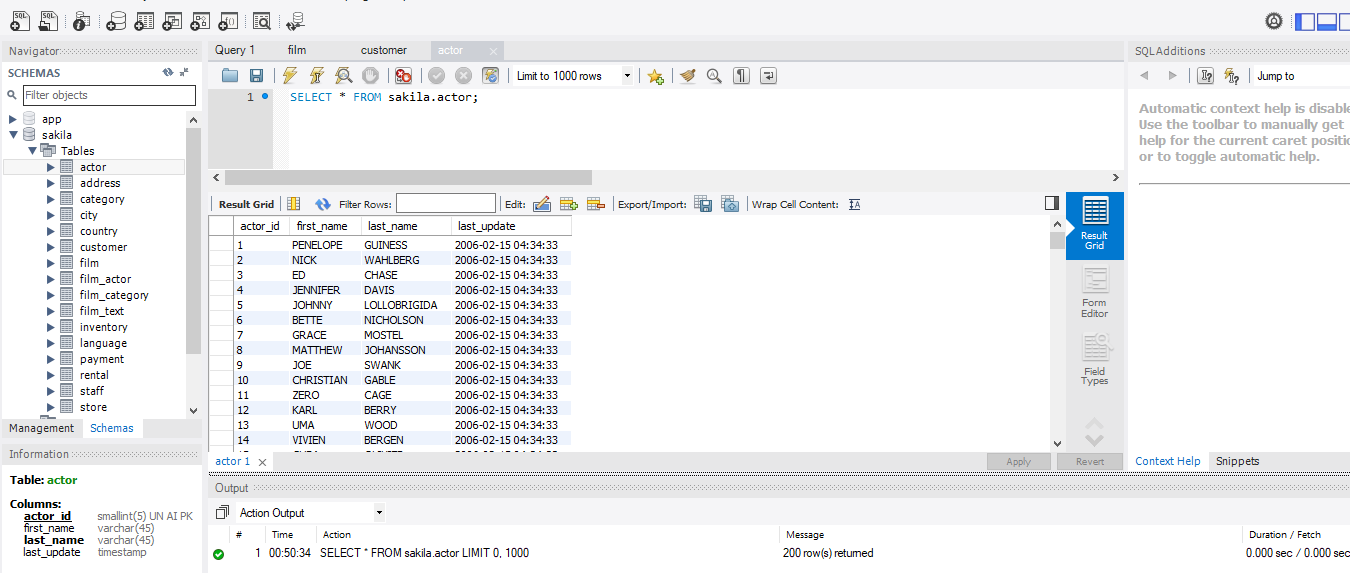 Navigator
SCHEMAS
Filter objects
app
sakila
Tables
actor
address
category
city
country
customer
film
film_actor
film_category
film_text
inventory
language
payment
rental
staff
store
Management Schemas
Information
Table: actor
Columns:
actor_id smallint(5) UN AI PK
first_name varchar(45)
last_name varchar(45)
last_update timestamp
Query 1 film customer actor
Limit to 1000 rows
1 SELECT * FROM sakila.actor;
Result Grid Filter Rows: Edit: Export/Import: Wrap Cell Content:
actor_id first_name last_name last_update
1 PENELOPE GUINESS 2006-02-15 04:34:33
2 NICK WAHLBERG 2006-02-15 04:34:33
3 ED CHASE 2006-02-15 04:34:33
4 JENNIFER DAVIS 2006-02-15 04:34:33
5 JOHNNY LOLLOBRIGIDA 2006-02-15 04:34:33
6 BETTE NICHOLSON 2006-02-15 04:34:33
7 GRACE MOSTEL 2006-02-15 04:34:33
8 MATTHEW JOHANSSON 2006-02-15 04:34:33
9 JOE SWANK 2006-02-15 04:34:33
10 CHRISTIAN GABLE 2006-02-15 04:34:33
11 ZERO CAGE 2006-02-15 04:34:33
12 KARL BERRY 2006-02-15 04:34:33
13 UMA WOOD 2006-02-15 04:34:33
14 VIVIEN BERGEN 2006-02-15 04:34:33
Result
Grid
Form
Editor
Field
Types
actor 1 Apply Revert
Output
Action Output
# Time Action Message Duration / Fetch
1 00:50:34 SELECT * FROM sakila.actor LIMIT 0, 1000 200 row(s) returned 0.000 sec / 0.000 sec
SQLAdditions
Jump to
Automatic context help is disable
Use the toolbar to manually get
help for the current caret positio
or to toggle automatic help.
Context Help Snippets